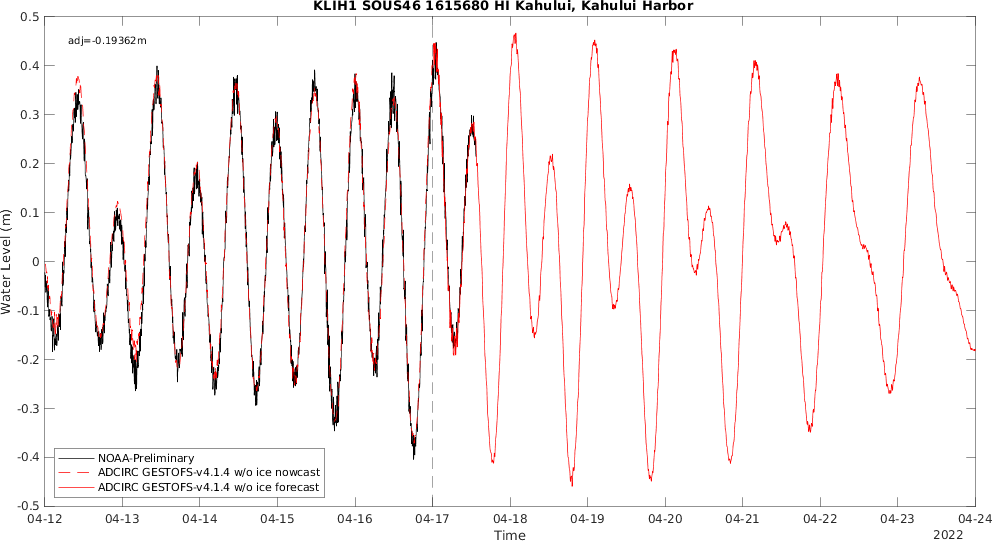 KLIH1 SOUS46 1615680 HI Kahului, Kahului Harbor
adj=-0.19362m
0.5
0.4
0.3
0.2
0.1
0
-0.1
-0.2
-0.3
-0.4
-0.5
Water Level (m)
NOAA-Preliminary
ADCIRC GESTOFS-v4.1.4 w/o ice nowcast
ADCIRC GESTOFS-v4.1.4 w/o ice forecast
04-12 04-13 04-14 04-15 04-16 04-17 04-18 04-19 04-20 04-21 04-22 04-23 04-24
Time
2022